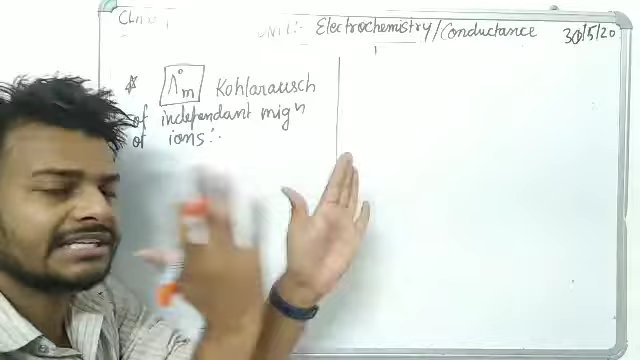 Unit:- Electrochemistry/Conductance 30/5/20
* Λ°m Kohlarausch
of independant migⁿ
of ions:-